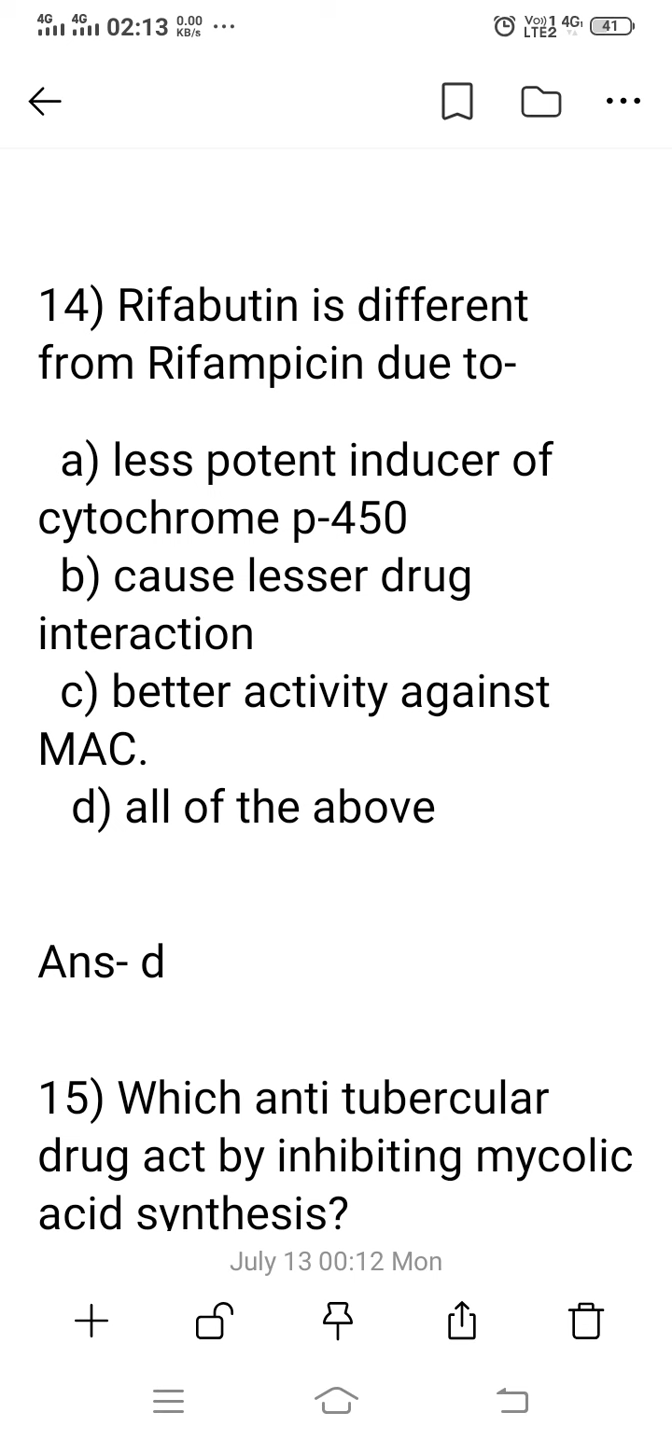 4G 4G 02:13 0.00 KB/s ... Vo))1 4G LTE2 41
14) Rifabutin is different
from Rifampicin due to-
a) less potent inducer of
cytochrome p-450
b) cause lesser drug
interaction
c) better activity against
MAC.
d) all of the above
Ans- d
15) Which anti tubercular
drug act by inhibiting mycolic
acid synthesis?
July 13 00:12 Mon